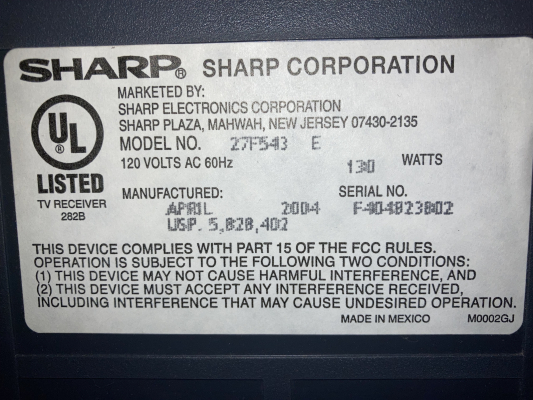 SHARP® SHARP CORPORATION
MARKETED BY:
SHARP ELECTRONICS CORPORATION
SHARP PLAZA, MAHWAH, NEW JERSEY 07430-2135
MODEL NO. 27F543 E
120 VOLTS AC 60Hz 130 WATTS
UL
LISTED
TV RECEIVER
282B
MANUFACTURED: SERIAL NO.
APRIL 2004 F404823802
USP. 5,828,402
THIS DEVICE COMPLIES WITH PART 15 OF THE FCC RULES.
OPERATION IS SUBJECT TO THE FOLLOWING TWO CONDITIONS:
(1) THIS DEVICE MAY NOT CAUSE HARMFUL INTERFERENCE, AND
(2) THIS DEVICE MUST ACCEPT ANY INTERFERENCE RECEIVED,
INCLUDING INTERFERENCE THAT MAY CAUSE UNDESIRED OPERATION.
MADE IN MEXICO M0002GJ